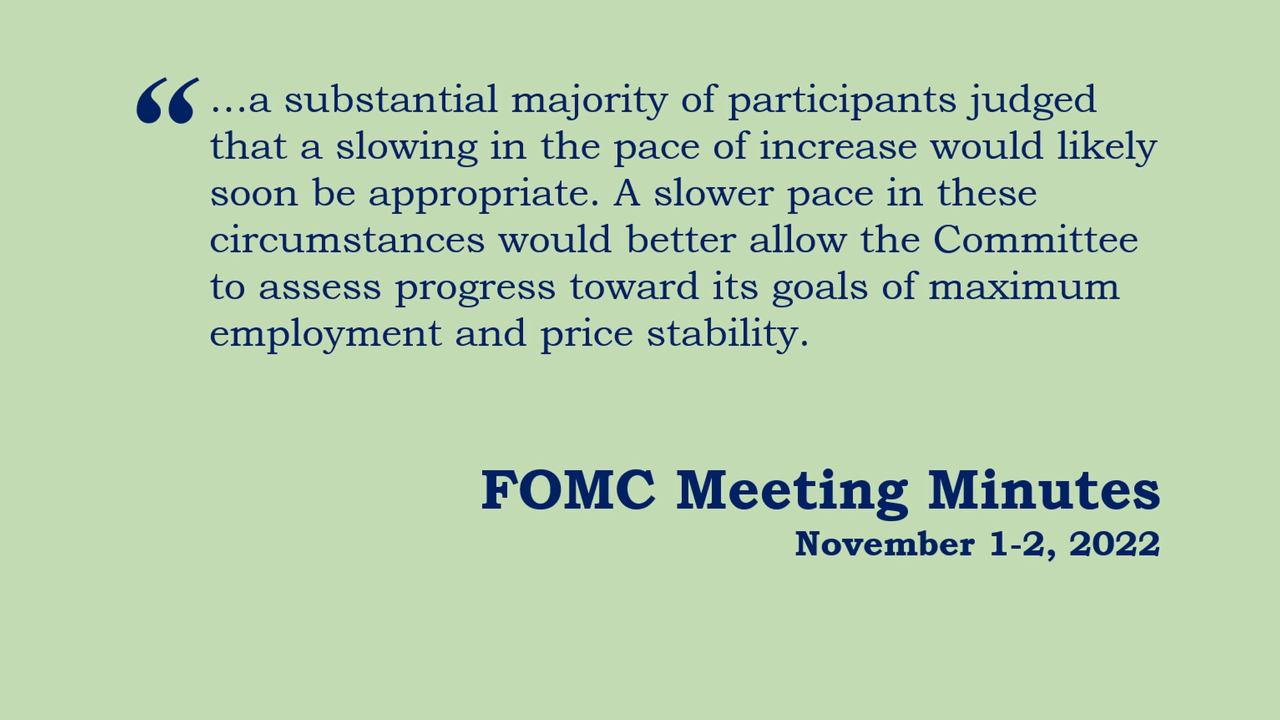 “…a substantial majority of participants judged
that a slowing in the pace of increase would likely
soon be appropriate. A slower pace in these
circumstances would better allow the Committee
to assess progress toward its goals of maximum
employment and price stability.
FOMC Meeting Minutes
November 1-2, 2022